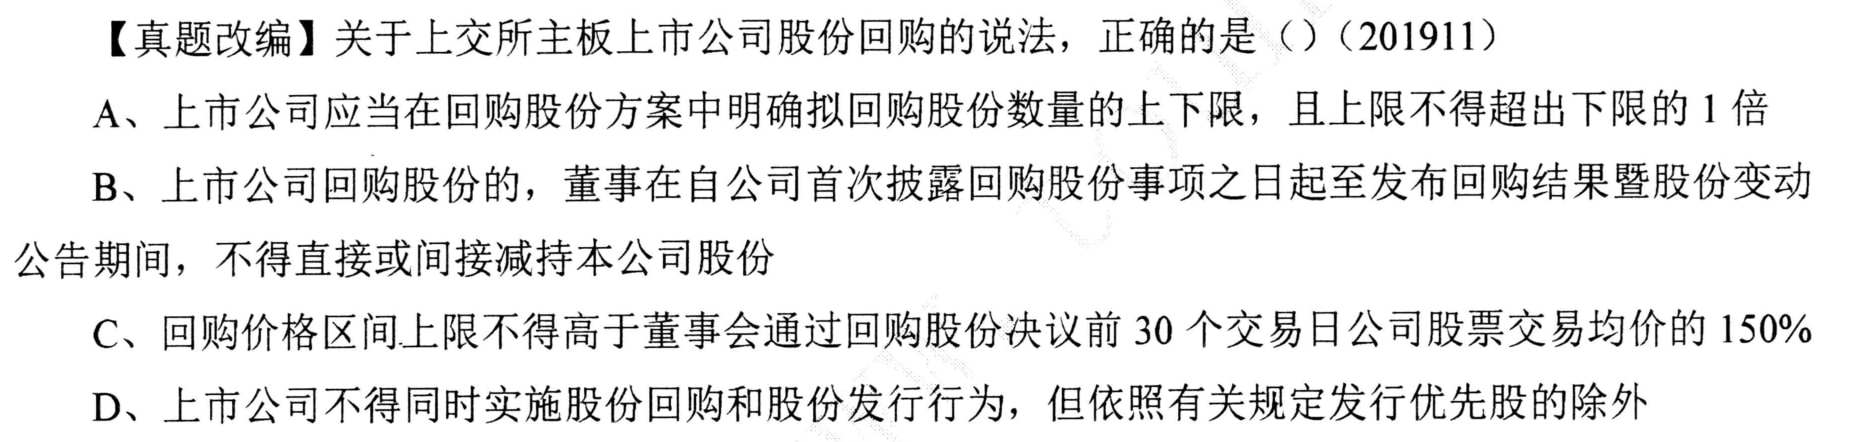 【真题改编】关于上交所主板上市公司股份回购的说法，正确的是（）（201911）
A、上市公司应当在回购股份方案中明确拟回购股份数量的上下限，且上限不得超出下限的 1 倍
B、上市公司回购股份的，董事在自公司首次披露回购股份事项之日起至发布回购结果暨股份变动
公告期间，不得直接或间接减持本公司股份
C、回购价格区间上限不得高于董事会通过回购股份决议前 30 个交易日公司股票交易均价的 150%
D、上市公司不得同时实施股份回购和股份发行行为，但依照有关规定发行优先股的除外